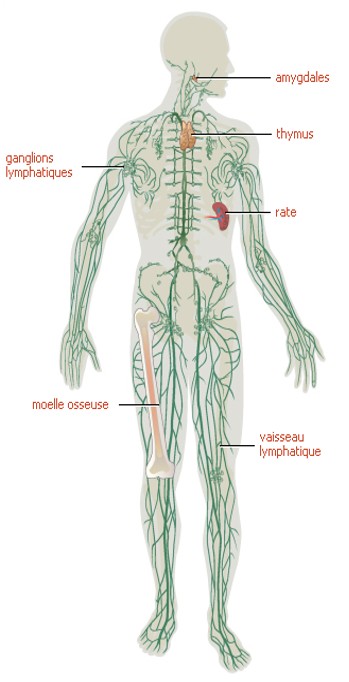 amygdales
thymus
ganglions
lymphatiques
rate
moelle osseuse
vaisseau
lymphatique